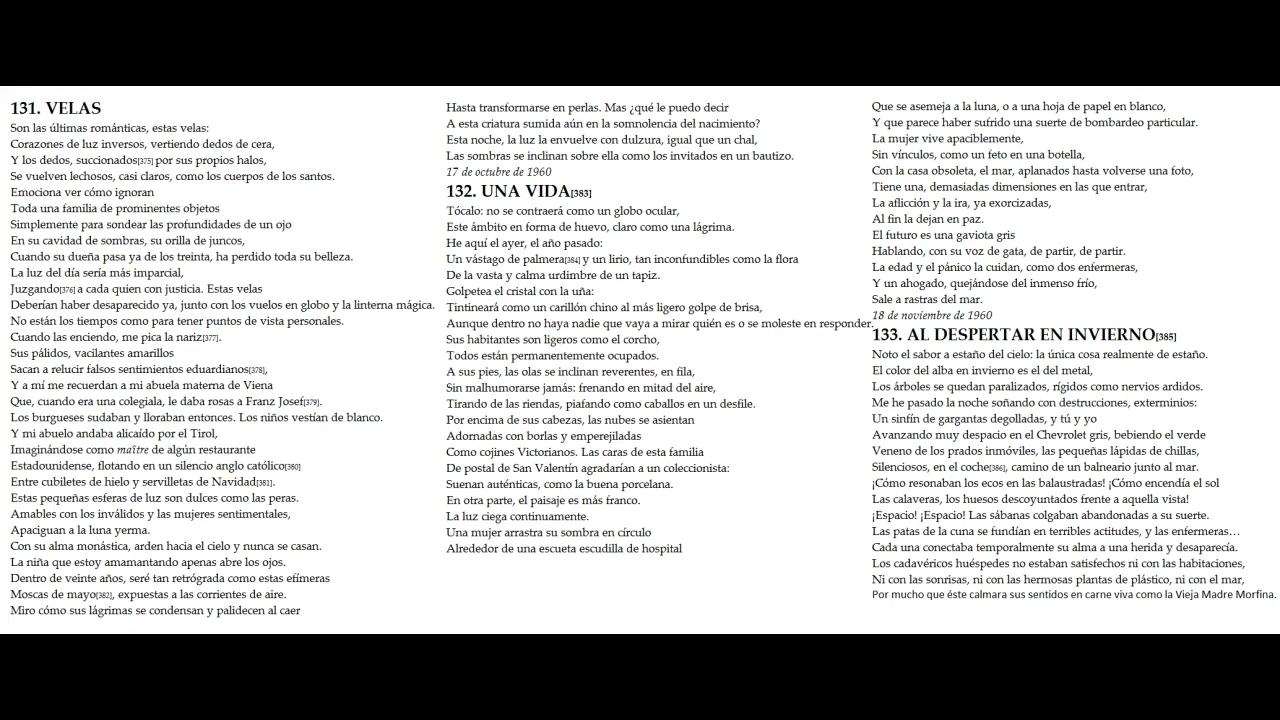 131. VELAS
Son las últimas románticas, estas velas:
Corazones de luz inversos, vertiendo dedos de cera,
Y los dedos, succionados[375] por sus propios halos,
Se vuelven lechosos, casi claros, como los cuerpos de los santos.
Emociona ver cómo ignoran
Toda una familia de prominentes objetos
Simplemente para sondear las profundidades de un ojo
En su cavidad de sombras, su orilla de juncos,
Cuando su dueña pasa ya de los treinta, ha perdido toda su belleza.
La luz del día sería más imparcial,
Juzgando[376] a cada quien con justicia. Estas velas
Deberían haber desaparecido ya, junto con los vuelos en globo y la linterna mágica.
No están los tiempos como para tener puntos de vista personales.
Cuando las enciendo, me pica la nariz[377].
Sus pálidos, vacilantes amarillos
Sacan a relucir falsos sentimientos eduardianos[378],
Y a mí me recuerdan a mi abuela materna de Viena
Que, cuando era una colegiala, le daba rosas a Franz Josef[379].
Los burgueses sudaban y lloraban entonces. Los niños vestían de blanco.
Y mi abuelo andaba alicaído por el Tirol,
Imaginándose como maître de algún restaurante
Estadounidense, flotando en un silencio anglo católico[380]
Entre cubiletes de hielo y servilletas de Navidad[381].
Estas pequeñas esferas de luz son dulces como las peras.
Amables con los inválidos y las mujeres sentimentales,
Apaciguan a la luna yerma.
Con su alma monástica, arden hacia el cielo y nunca se casan.
La niña que estoy amamantando apenas abre los ojos.
Dentro de veinte años, seré tan retrógrada como estas efímeras
Moscas de mayo[382], expuestas a las corrientes de aire.
Miro cómo sus lágrimas se condensan y palidecen al caer
Hasta transformarse en perlas. Mas ¿qué le puedo decir
A esta criatura sumida aún en la somnolencia del nacimiento?
Esta noche, la luz la envuelve con dulzura, igual que un chal,
Las sombras se inclinan sobre ella como los invitados en un bautizo.
17 de octubre de 1960
132. UNA VIDA[383]
Tócalo: no se contraerá como un globo ocular,
Este ámbito en forma de huevo, claro como una lágrima.
He aquí el ayer, el año pasado:
Un vástago de palmera[384] y un lirio, tan inconfundibles como la flora
De la vasta y calma urdimbre de un tapiz.
Golpetea el cristal con la uña:
Tintineará como un carillón chino al más ligero golpe de brisa,
Aunque dentro no haya nadie que vaya a mirar quién es o se moleste en responder.
Sus habitantes son ligeros como el corcho,
Todos están permanentemente ocupados.
A sus pies, las olas se inclinan reverentes, en fila,
Sin malhumorarse jamás: frenando en mitad del aire,
Tirando de las riendas, piafando como caballos en un desfile.
Por encima de sus cabezas, las nubes se asientan
Adornadas con borlas y emperejiladas
Como cojines Victorianos. Las caras de esta familia
De postal de San Valentín agradarían a un coleccionista:
Suenan auténticas, como la buena porcelana.
En otra parte, el paisaje es más franco.
La luz ciega continuamente.
Una mujer arrastra su sombra en círculo
Alrededor de una escueta escudilla de hospital
Que se asemeja a la luna, o a una hoja de papel en blanco,
Y que parece haber sufrido una suerte de bombardeo particular.
La mujer vive apaciblemente,
Sin vínculos, como un feto en una botella,
Con la casa obsoleta, el mar, aplanados hasta volverse una foto,
Tiene una, demasiadas dimensiones en las que entrar,
La aflicción y la ira, ya exorcizadas,
Al fin la dejan en paz.
El futuro es una gaviota gris
Hablando, con su voz de gata, de partir, de partir.
La edad y el pánico la cuidan, como dos enfermeras,
Y un ahogado, quejándose del inmenso frío,
Sale a rastras del mar.
18 de noviembre de 1960
133. AL DESPERTAR EN INVIERNO[385]
Noto el sabor a estaño del cielo: la única cosa realmente de estaño.
El color del alba en invierno es el del metal,
Los árboles se quedan paralizados, rígidos como nervios ardidos.
Me he pasado la noche soñando con destrucciones, exterminios:
Un sinfín de gargantas degolladas, y tú y yo
Avanzando muy despacio en el Chevrolet gris, bebiendo el verde
Veneno de los prados inmóviles, las pequeñas lápidas de chillas,
Silenciosos, en el coche[386], camino de un balneario junto al mar.
¡Cómo resonaban los ecos en las balaustradas! ¡Cómo encendía el sol
Las calaveras, los huesos descoyuntados frente a aquella vista!
¡Espacio! ¡Espacio! Las sábanas colgaban abandonadas a su suerte.
Las patas de la cuna se fundían en terribles actitudes, y las enfermeras…
Cada una conectaba temporalmente su alma a una herida y desaparecía.
Los cadavéricos huéspedes no estaban satisfechos ni con las habitaciones,
Ni con las sonrisas, ni con las hermosas plantas de plástico, ni con el mar,
Por mucho que éste calmara sus sentidos en carne viva como la Vieja Madre Morfina.